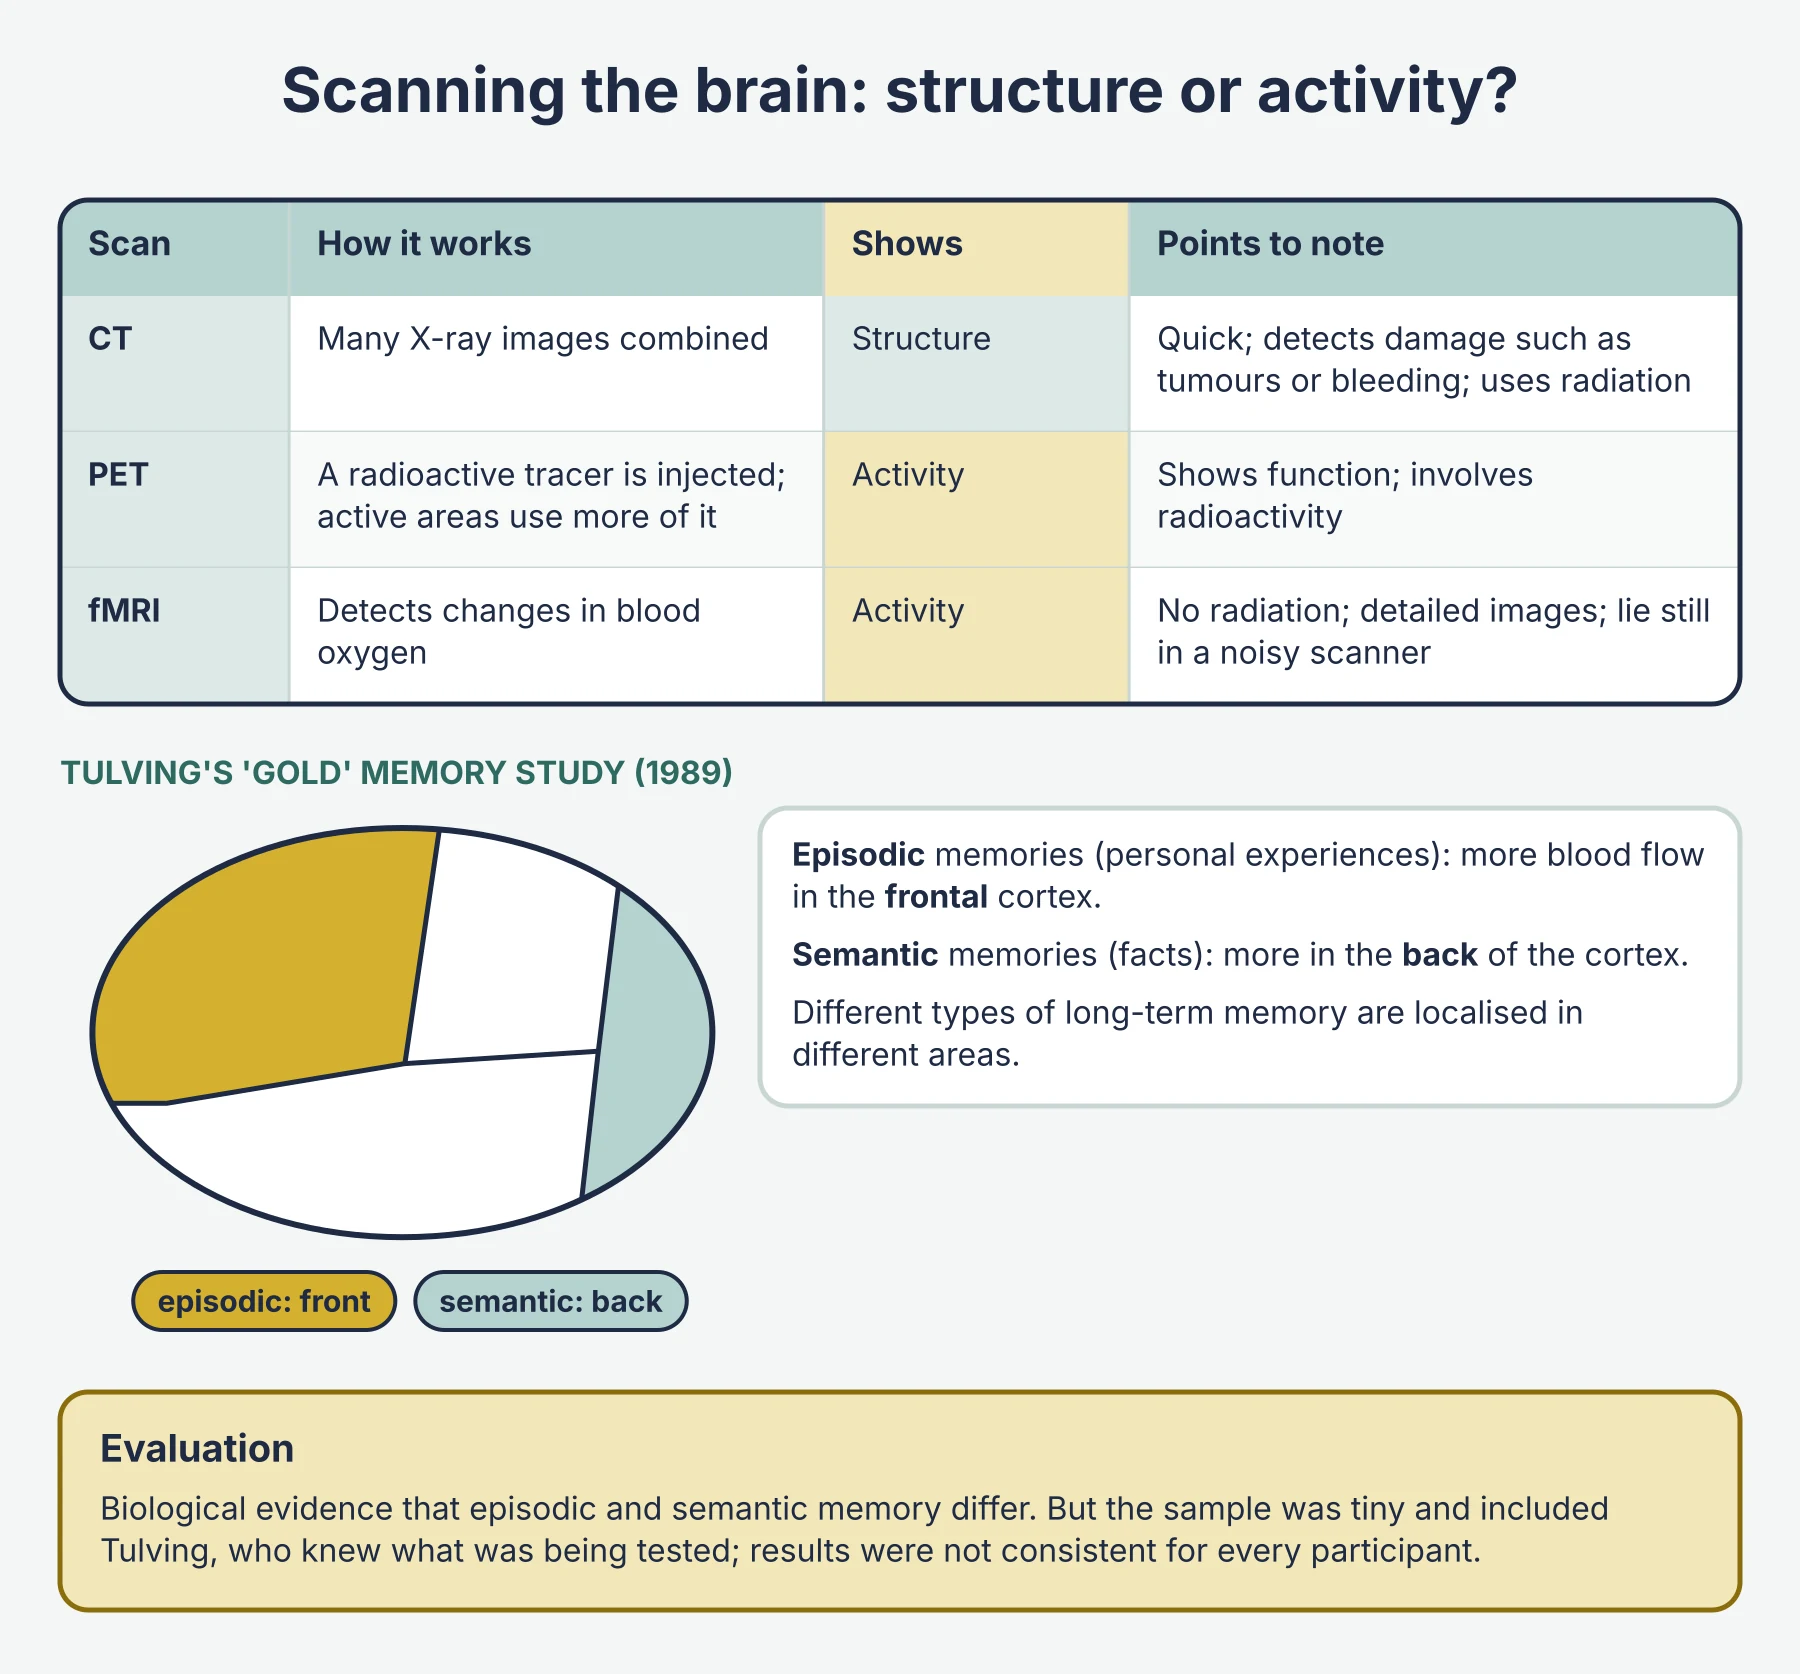 Scanning the brain: structure or activity?
Scan
How it works
Shows
Points to note
CT
Many X-ray images combined
Structure
Quick; detects damage such as
tumours or bleeding; uses radiation
PET
A radioactive tracer is injected;
active areas use more of it
Activity
Shows function; involves
radioactivity
fMRI
Detects changes in blood
oxygen
Activity
No radiation; detailed images; lie still
in a noisy scanner
TULVING'S 'GOLD' MEMORY STUDY (1989)
Episodic memories (personal experiences): more blood flow
in the frontal cortex.
Semantic memories (facts): more in the back of the cortex.
Different types of long-term memory are localised in
different areas.
episodic: front
semantic: back
Evaluation
Biological evidence that episodic and semantic memory differ. But the sample was tiny and included
Tulving, who knew what was being tested; results were not consistent for every participant.